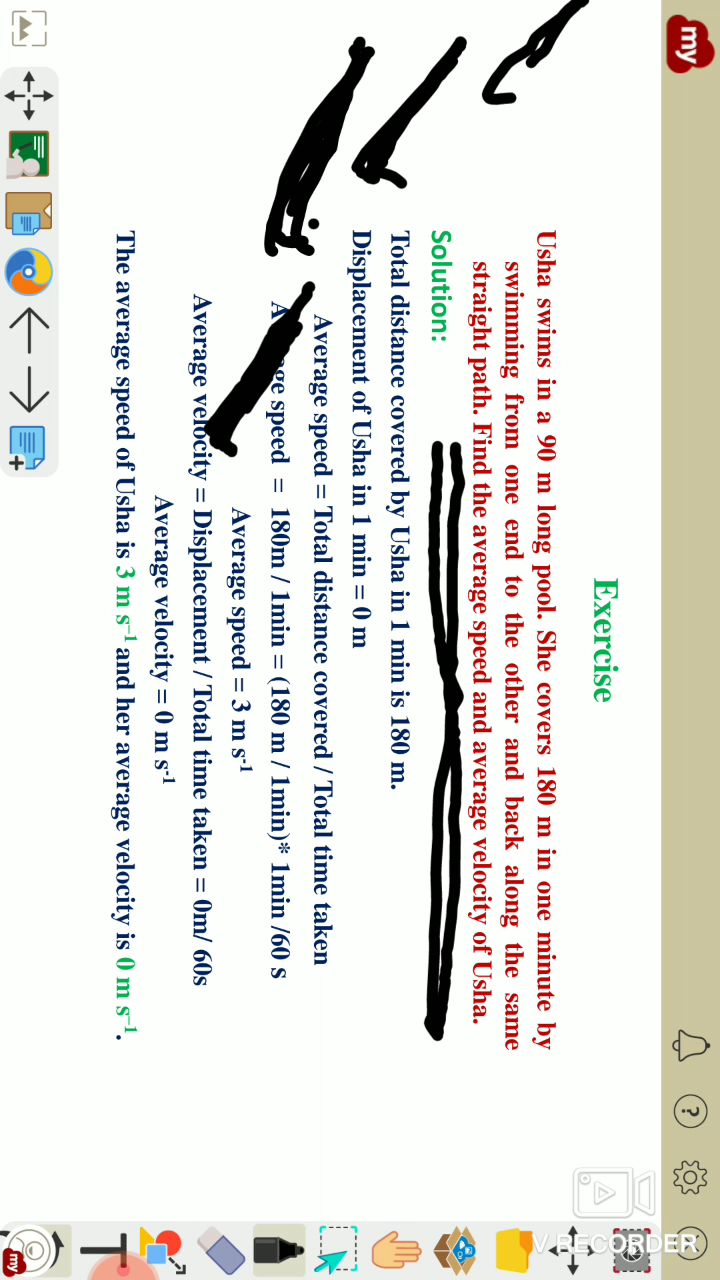 my
Exercise
Usha swims in a 90 m long pool. She covers 180 m in one minute by
swimming from one end to the other and back along the same
straight path. Find the average speed and average velocity of Usha.
Solution:
Total distance covered by Usha in 1 min is 180 m.
Displacement of Usha in 1 min = 0 m
Average speed = Total distance covered / Total time taken
speed = 180m / 1min = (180 m / 1min)* 1min /60 s
Average speed = 3 m s⁻¹
Average velocity = Displacement / Total time taken = 0m/ 60s
Average velocity = 0 m s⁻¹
The average speed of Usha is 3 m s⁻¹ and her average velocity is 0 m s⁻¹.
V RECORDER
my